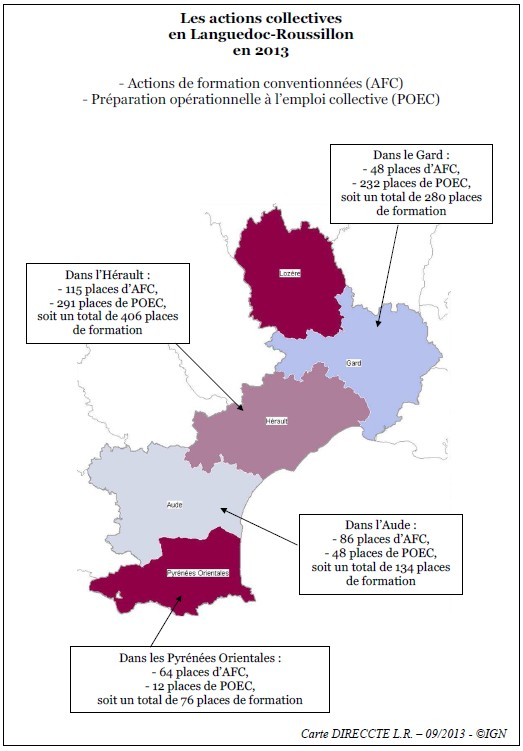 Les actions collectives
en Languedoc-Roussillon
en 2013
- Actions de formation conventionnées (AFC)
- Préparation opérationnelle à l'emploi collective (POEC)
Dans le Gard :
- 48 places d'AFC,
- 232 places de POEC,
soit un total de 280 places
de formation
Dans l'Hérault :
- 115 places d'AFC,
- 291 places de POEC,
soit un total de 406 places
de formation
Lozère
Gard
Hérault
Aude
Dans l'Aude :
- 86 places d'AFC,
- 48 places de POEC,
soit un total de 134 places
de formation
Pyrénées Orientales
Dans les Pyrénées Orientales :
- 64 places d'AFC,
- 12 places de POEC,
soit un total de 76 places de formation
Carte DIRECCTE L.R. – 09/2013 - ©IGN